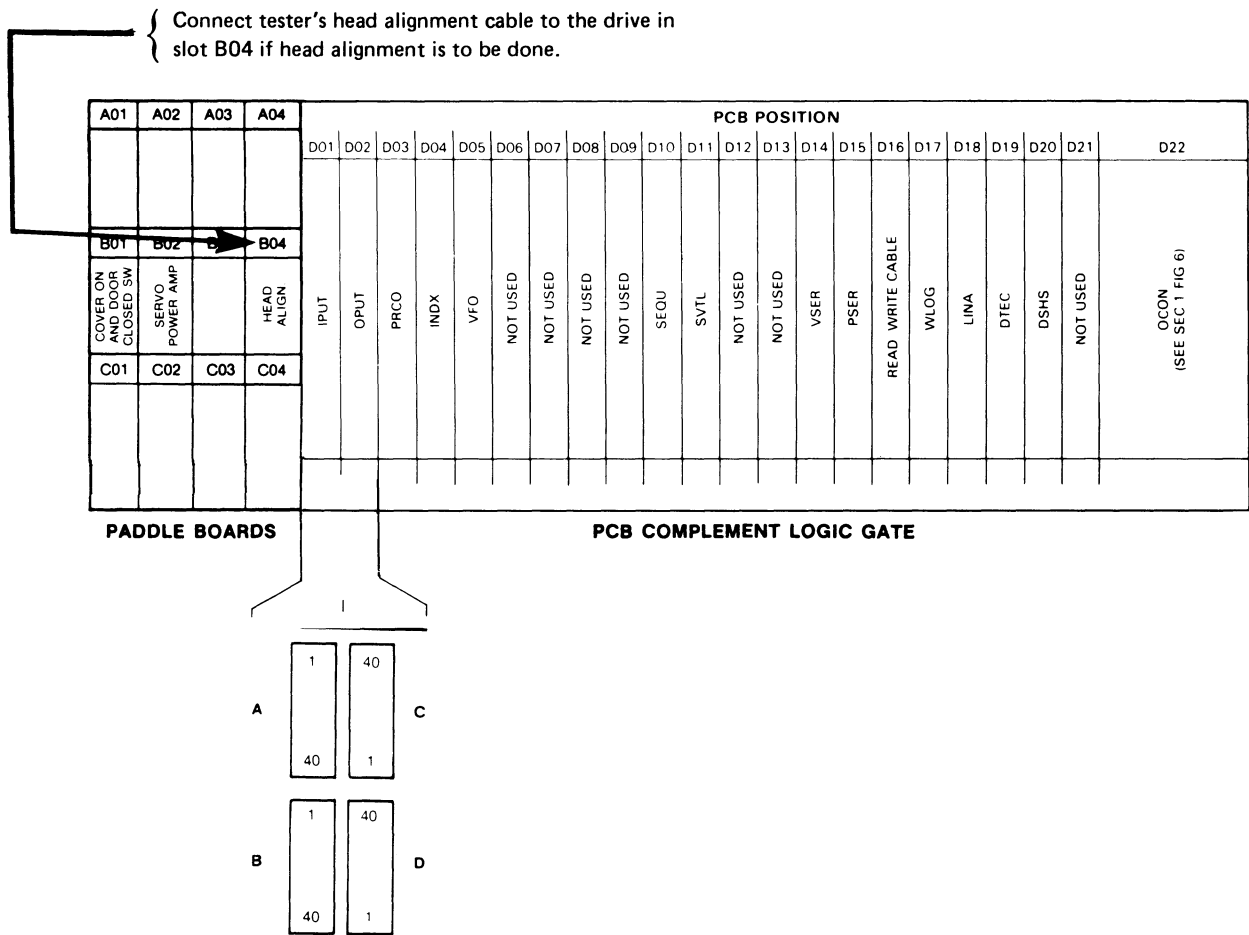 Connect tester's head alignment cable to the drive in
slot B04 if head alignment is to be done.
A01 A02 A03 A04
PCB POSITION
D01 D02 D03 D04 D05 D06 D07 D08 D09 D10 D11 D12 D13 D14 D15 D16 D17 D18 D19 D20 D21 D22
B01 B02 B B04
COVER ON
AND DOOR
CLOSED SW
SERVO
POWER AMP
HEAD
ALIGN
IPUT
OPUT
PRCO
INDX
VFO
NOT USED
NOT USED
NOT USED
NOT USED
SEQU
SVTL
NOT USED
NOT USED
VSER
PSER
READ WRITE CABLE
WLOG
LINA
DTEC
DSHS
NOT USED
OCON
(SEE SEC 1 FIG 6)
C01 C02 C03 C04
PADDLE BOARDS
PCB COMPLEMENT LOGIC GATE
I
1 40
A C
40 1
1 40
B D
40 1